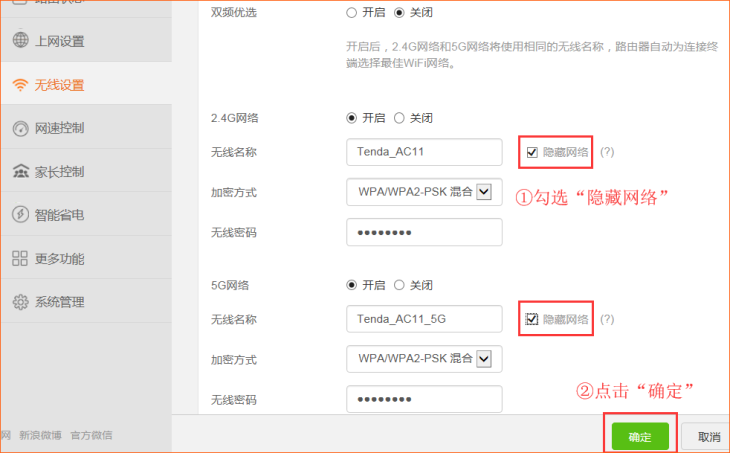 双频优选 开启 关闭
上网设置
开启后，2.4G网络和5G网络将使用相同的无线名称，路由器自动为连接终
端选择最佳WiFi网络。
无线设置
2.4G网络 开启 关闭
网速控制
无线名称 Tenda_AC11 隐藏网络 (?)
家长控制
加密方式 WPA/WPA2-PSK 混合
①勾选“隐藏网络”
智能省电
无线密码 ●●●●●●●●
更多功能
5G网络 开启 关闭
系统管理
无线名称 Tenda_AC11_5G 隐藏网络 (?)
加密方式 WPA/WPA2-PSK 混合
②点击“确定”
无线密码 ●●●●●●●●
网 新浪微博 官方微信
确定 取消